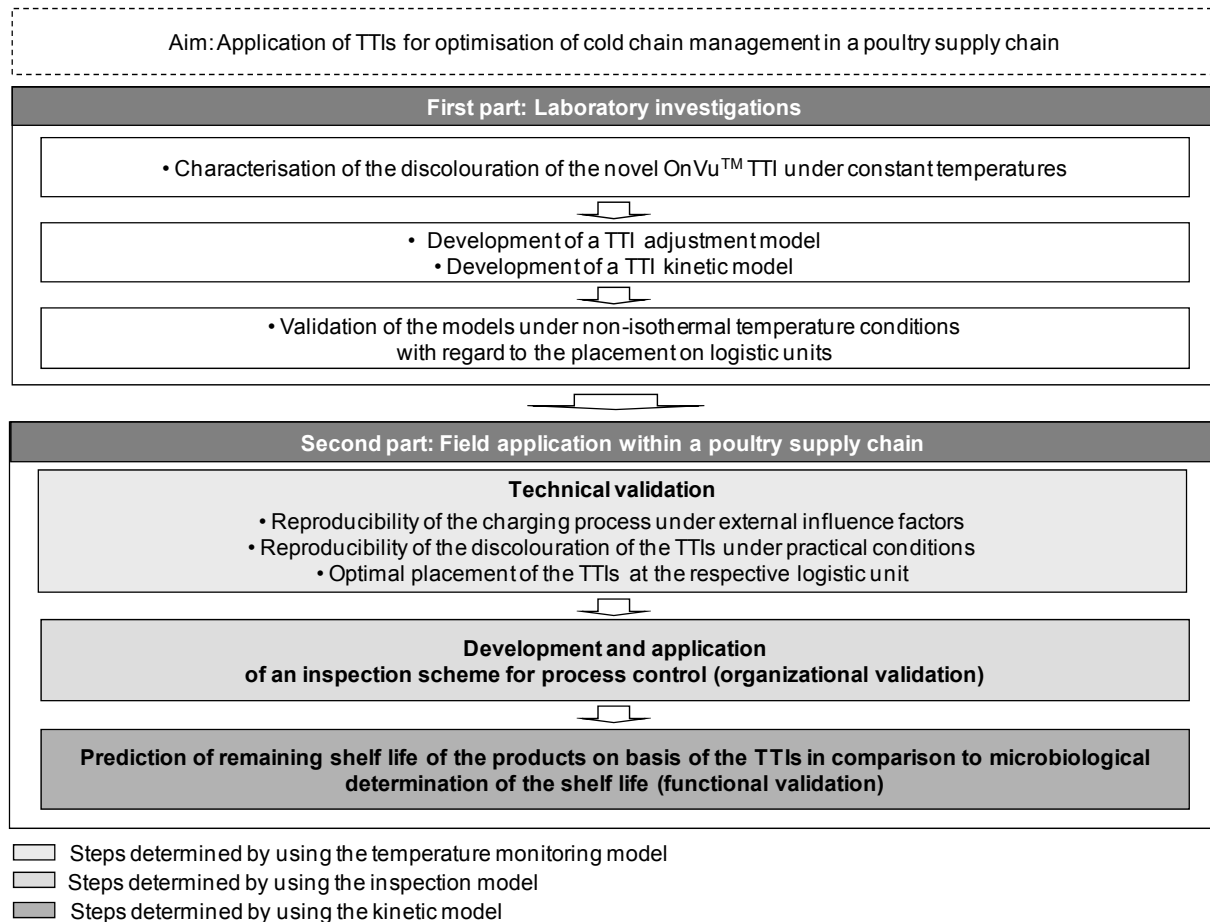 Aim: Application of TTIs for optimisation of cold chain management in a poultry supply chain
First part: Laboratory investigations
• Characterisation of the discolouration of the novel OnVu™ TTI under constant temperatures
• Development of a TTI adjustment model
• Development of a TTI kinetic model
• Validation of the models under non-isothermal temperature conditions
with regard to the placement on logistic units
Second part: Field application within a poultry supply chain
Technical validation
• Reproducibility of the charging process under external influence factors
• Reproducibility of the discolouration of the TTIs under practical conditions
• Optimal placement of the TTIs at the respective logistic unit
Development and application
of an inspection scheme for process control (organizational validation)
Prediction of remaining shelf life of the products on basis of the TTIs in comparison to microbiological
determination of the shelf life (functional validation)
Steps determined by using the temperature monitoring model
Steps determined by using the inspection model
Steps determined by using the kinetic model